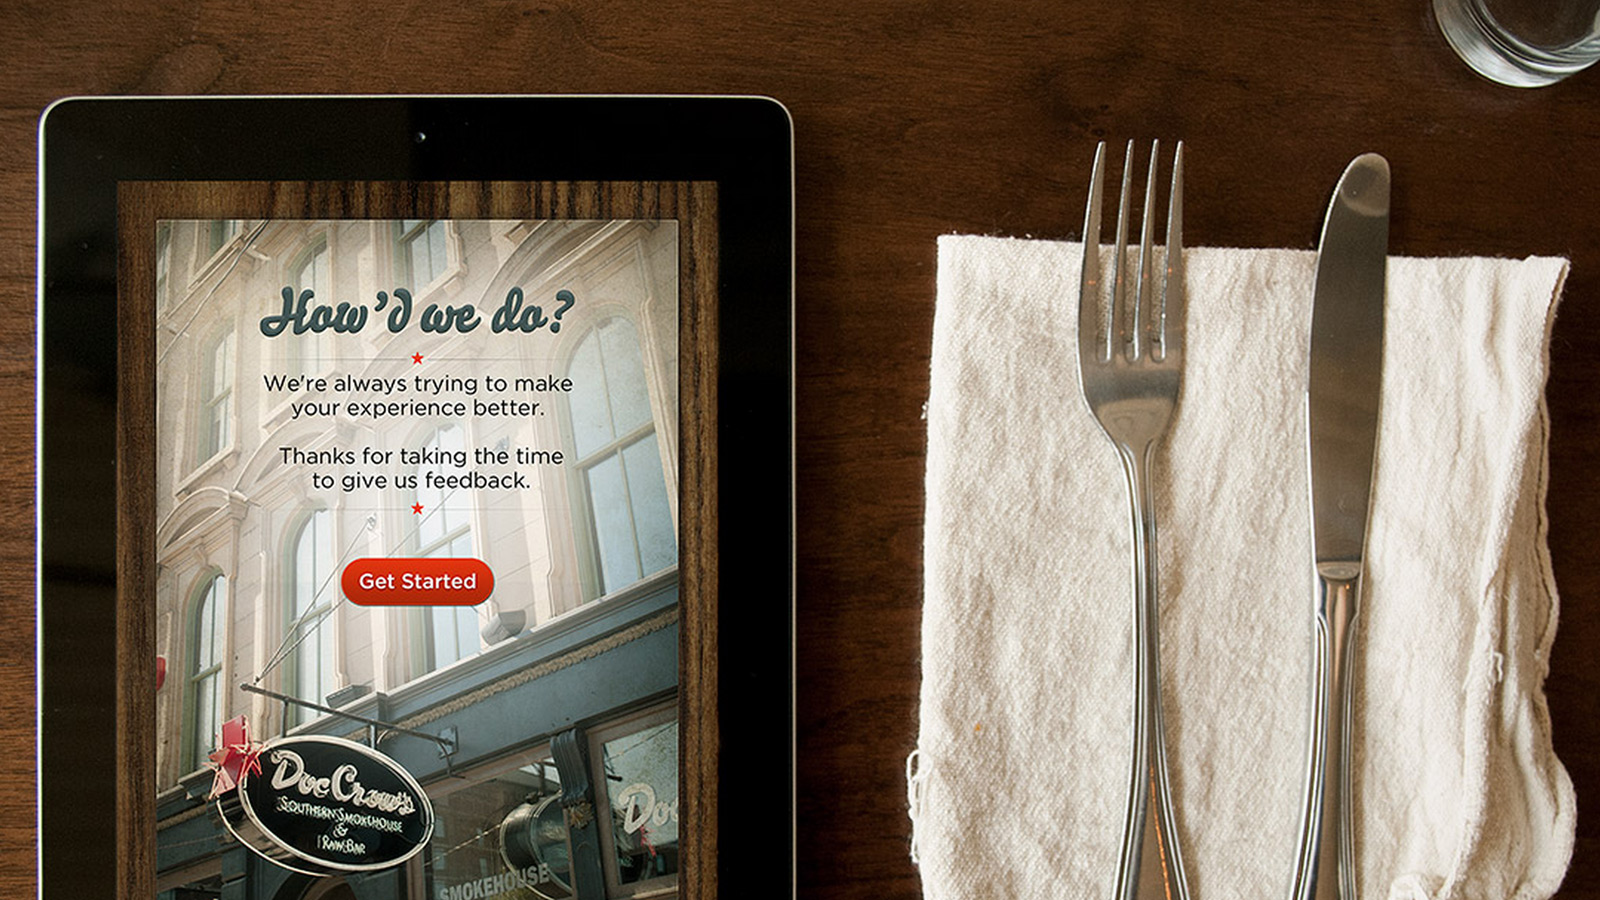 How'd we do?
We're always trying to make
your experience better.
Thanks for taking the time
to give us feedback.
Get Started
Doc Crow's
Southern Smokehouse
&
Raw Bar
Doc
SMOKEHOUSE